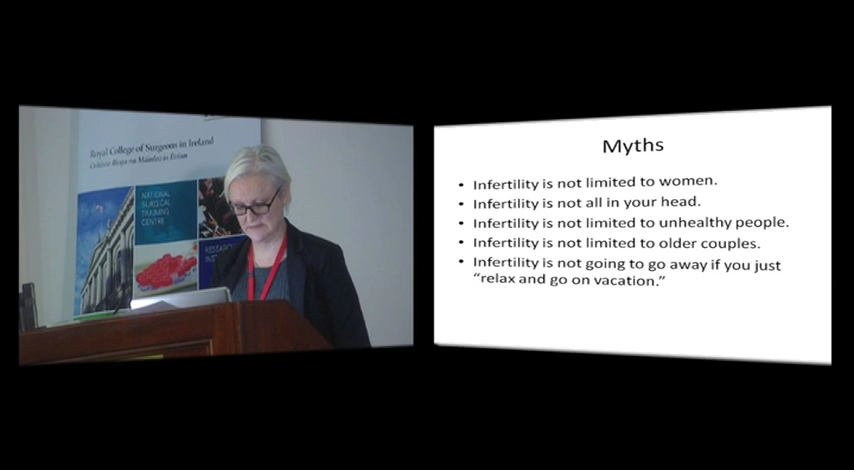 Royal College of Surgeons in Ireland
Coláiste Ríoga na Máinleá in Éirinn
NATIONAL
SURGICAL
TRAINING
CENTRE
RESEARCH
Myths
• Infertility is not limited to women.
• Infertility is not all in your head.
• Infertility is not limited to unhealthy people.
• Infertility is not limited to older couples.
• Infertility is not going to go away if you just
“relax and go on vacation.”